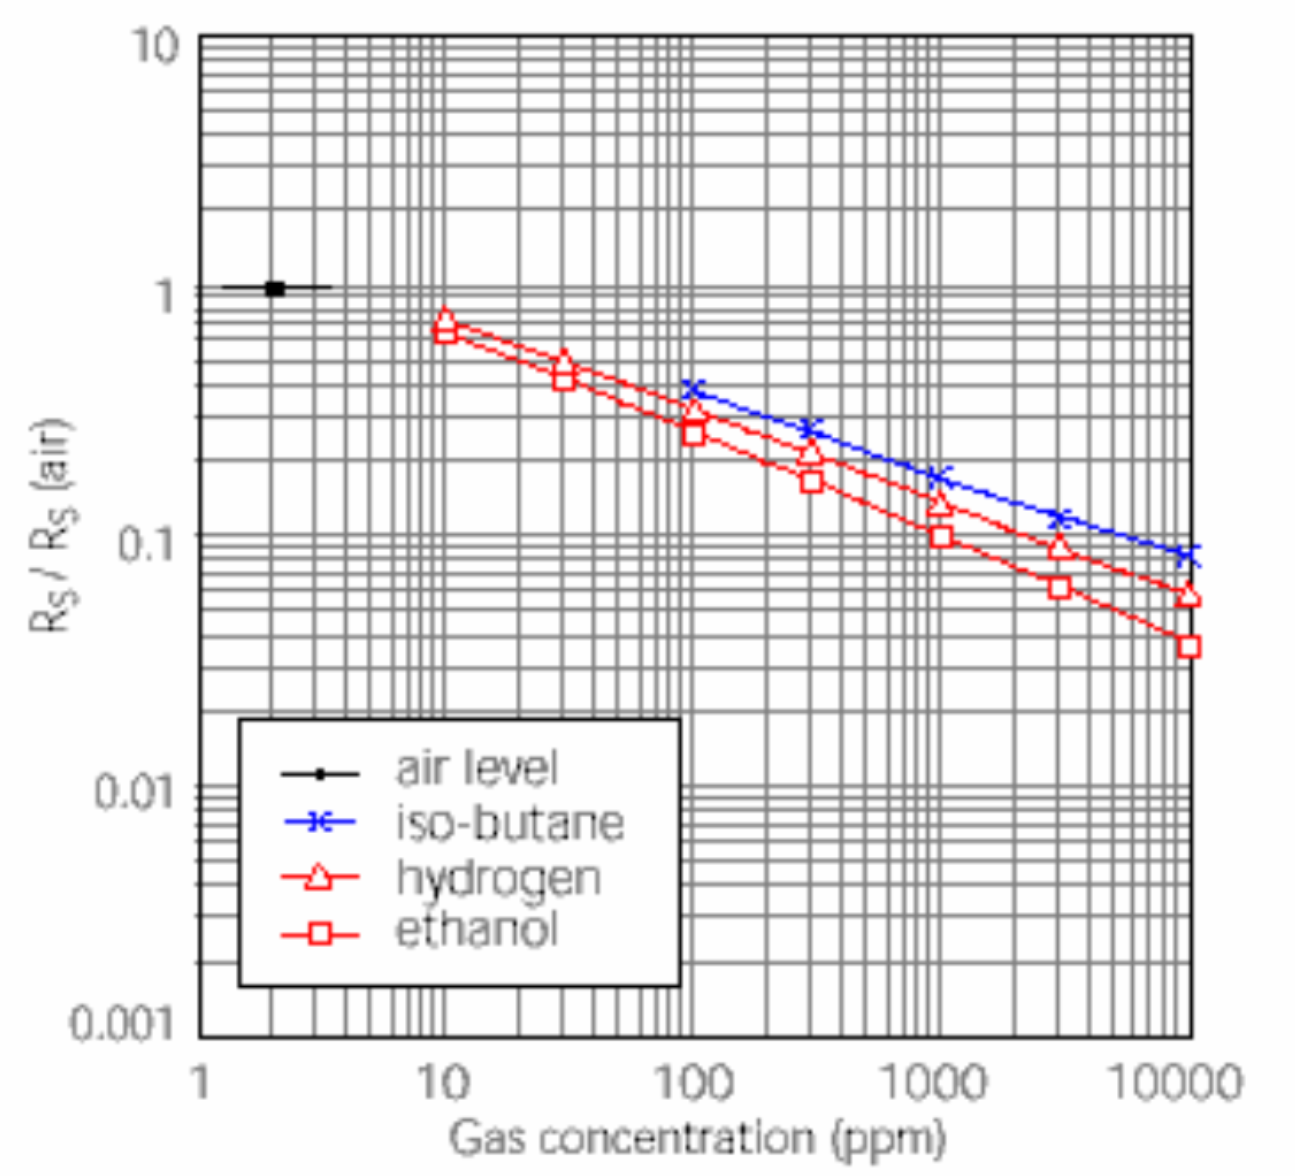 10
1
0.1
0.01
0.001
RS / RS (air)
air level
iso-butane
hydrogen
ethanol
1 10 100 1000 10000
Gas concentration (ppm)